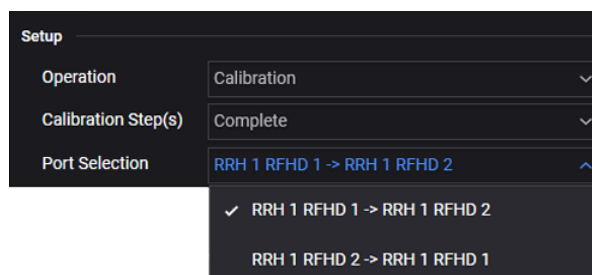 Setup
Operation Calibration
Calibration Step(s) Complete
Port Selection RRH 1 RFHD 1 -> RRH 1 RFHD 2
RRH 1 RFHD 1 -> RRH 1 RFHD 2
RRH 1 RFHD 2 -> RRH 1 RFHD 1